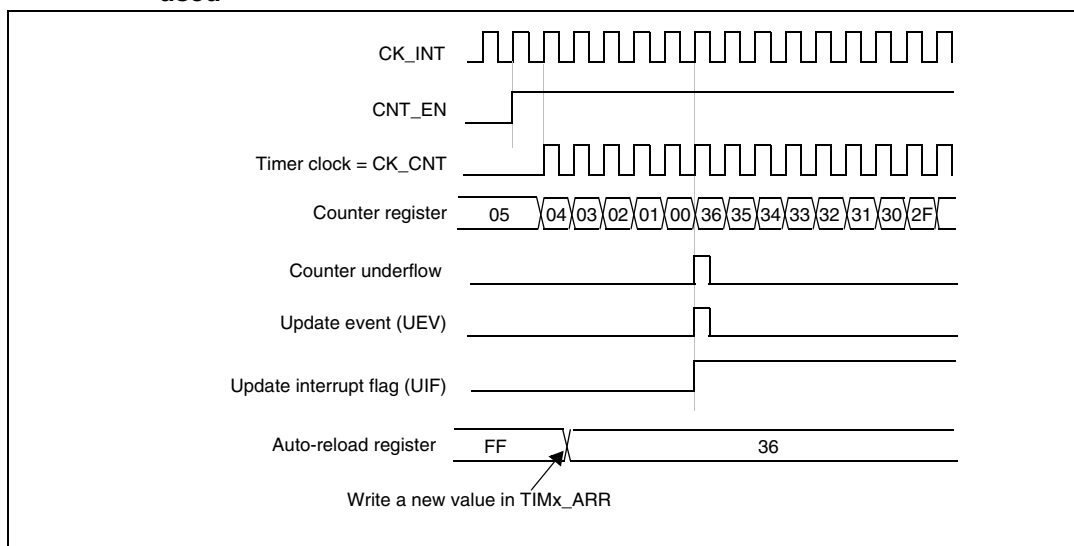 used
CK_INT
CNT_EN
Timer clock = CK_CNT
Counter register 05 04 03 02 01 00 36 35 34 33 32 31 30 2F
Counter underflow
Update event (UEV)
Update interrupt flag (UIF)
Auto-reload register FF 36
Write a new value in TIMx_ARR